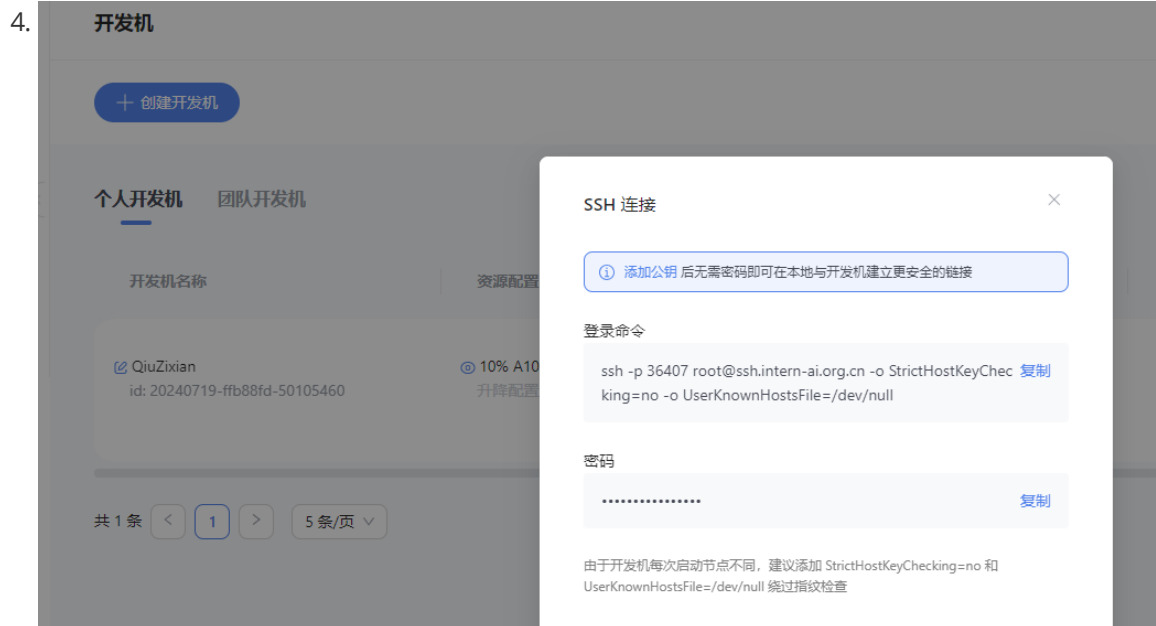 4.
开发机
创建开发机
个人开发机 团队开发机
开发机名称 资源配置
QiuZixian 10% A10
id: 20240719-ffb88fd-50105460 升降配置
共 1 条 < 1 > 5 条/页
SSH 连接
添加公钥 后无需密码即可在本地与开发机建立更安全的链接
登录命令
ssh -p 36407 root@ssh.intern-ai.org.cn -o StrictHostKeyChec 复制
king=no -o UserKnownHostsFile=/dev/null
密码
•••••••••••••••• 复制
由于开发机每次启动节点不同，建议添加 StrictHostKeyChecking=no 和
UserKnownHostsFile=/dev/null 绕过指纹检查